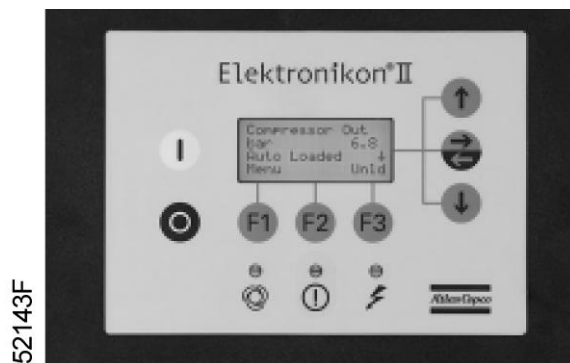 Elektronikon®II
Compressor Out
bar 6.8
Auto Loaded ↓
Menu Unld
F1 F2 F3
Atlas Copco
52143F